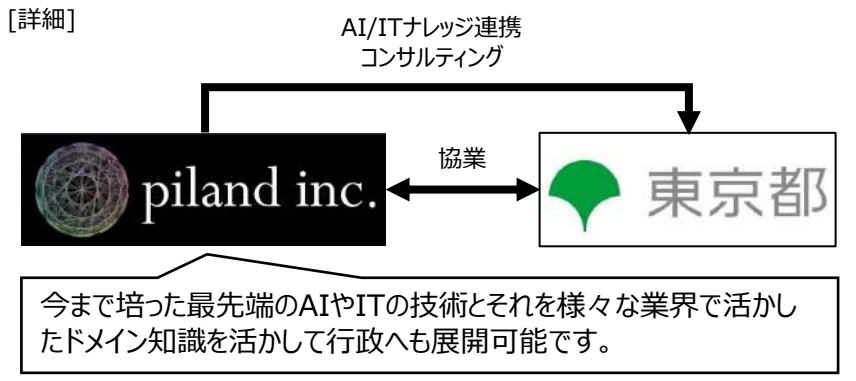 [詳細]
AI/ITナレッジ連携
コンサルティング
piland inc.
協業
東京都
今まで培った最先端のAIやITの技術とそれを様々な業界で活かし
たドメイン知識を活かして行政へも展開可能です。